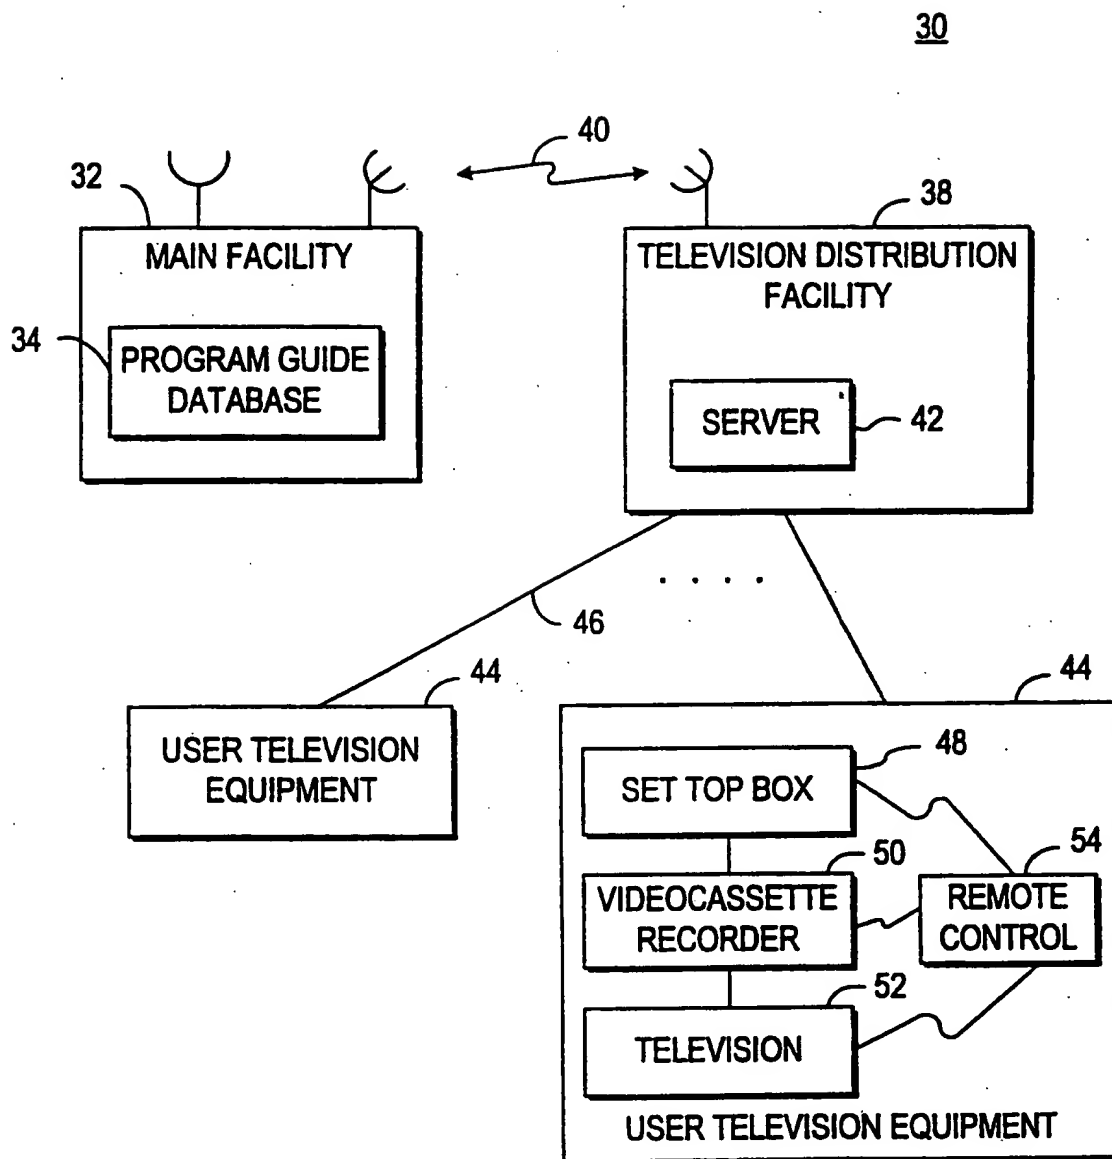 30
40
32
38
MAIN FACILITY
TELEVISION DISTRIBUTION
FACILITY
34
PROGRAM GUIDE
DATABASE
SERVER
42
46
44
44
USER TELEVISION
EQUIPMENT
48
SET TOP BOX
50
54
VIDEOCASSETTE
RECORDER
REMOTE
CONTROL
52
TELEVISION
USER TELEVISION EQUIPMENT